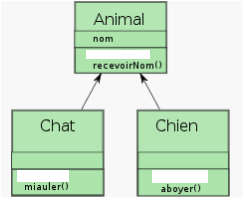 Animal
nom
recevoirNom()
Chat
miauler()
Chien
aboyer()